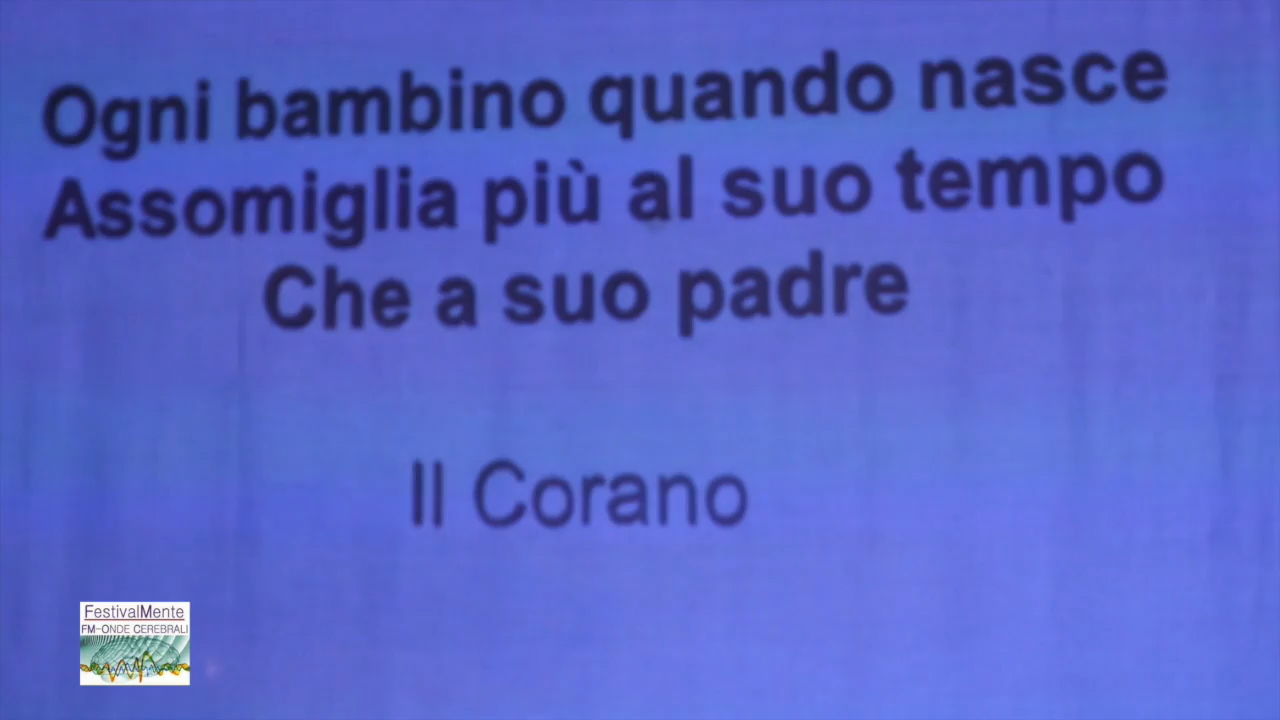 Ogni bambino quando nasce
Assomiglia più al suo tempo
Che a suo padre
Il Corano
FestivalMente
FM-ONDE CEREBRALI